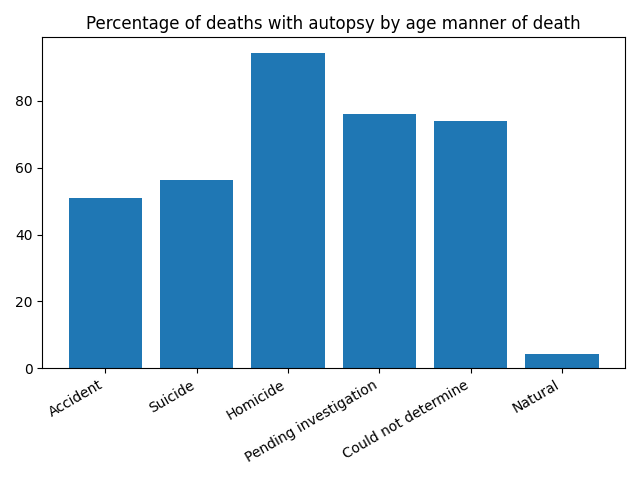 Percentage of deaths with autopsy by age manner of death
80
60
40
20
0
Accident
Suicide
Homicide
Pending investigation
Could not determine
Natural